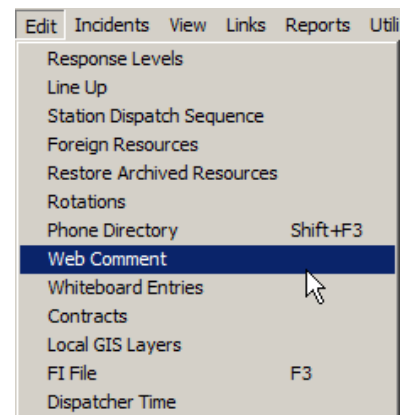 Edit Incidents View Links Reports Utili
Response Levels
Line Up
Station Dispatch Sequence
Foreign Resources
Restore Archived Resources
Rotations
Phone Directory Shift+F3
Web Comment
Whiteboard Entries
Contracts
Local GIS Layers
FI File F3
Dispatcher Time